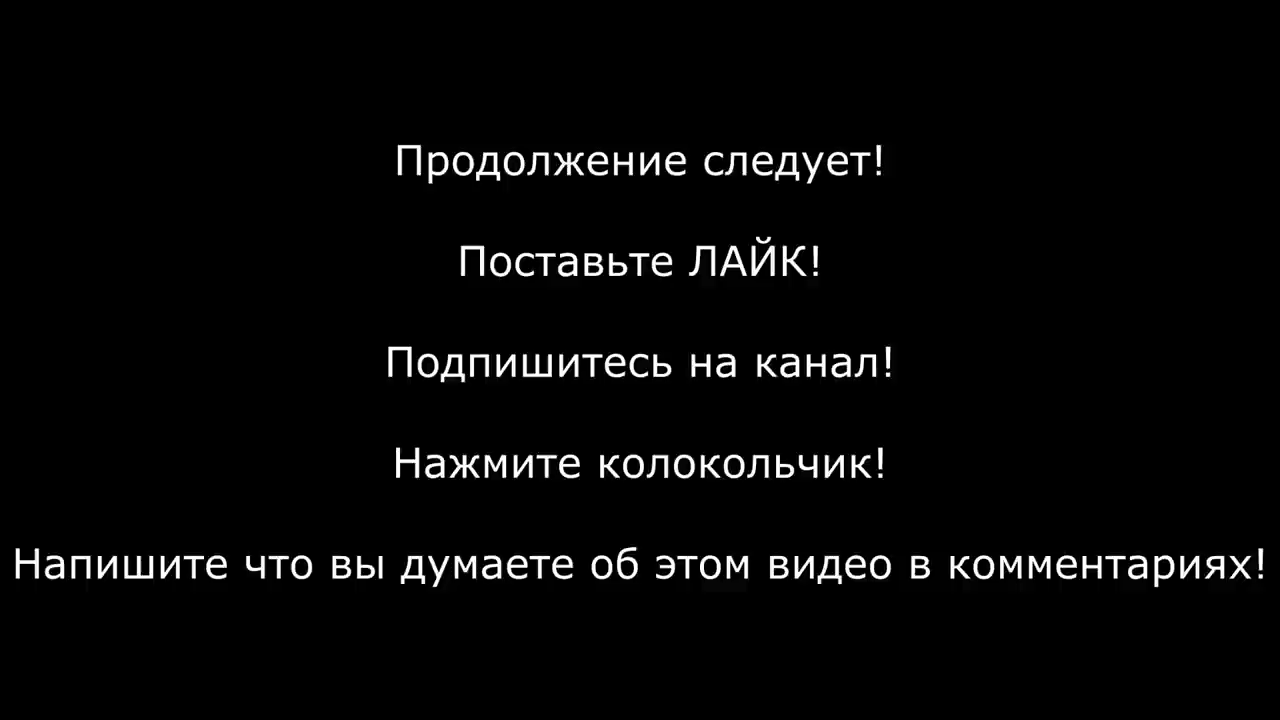 Продолжение следует!
Поставьте ЛАЙК!
Подпишитесь на канал!
Нажмите колокольчик!
Напишите что вы думаете об этом видео в комментариях!